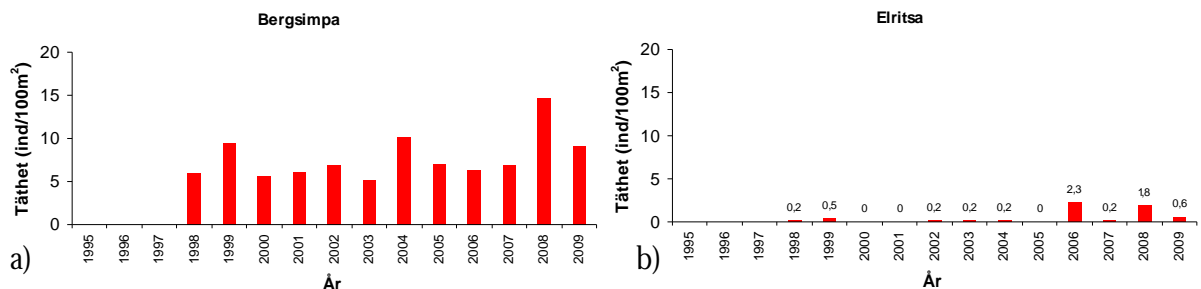 Bergsimpa
Täthet (ind/100m²)
20
15
10
5
0
1995 1996 1997 1998 1999 2000 2001 2002 2003 2004 2005 2006 2007 2008 2009
År
a)
Elritsa
Täthet (ind/100m²)
20
15
10
5
0
0,2 0,5 0 0 0,2 0,2 0,2 0 2,3 0,2 1,8 0,6
1995 1996 1997 1998 1999 2000 2001 2002 2003 2004 2005 2006 2007 2008 2009
År
b)